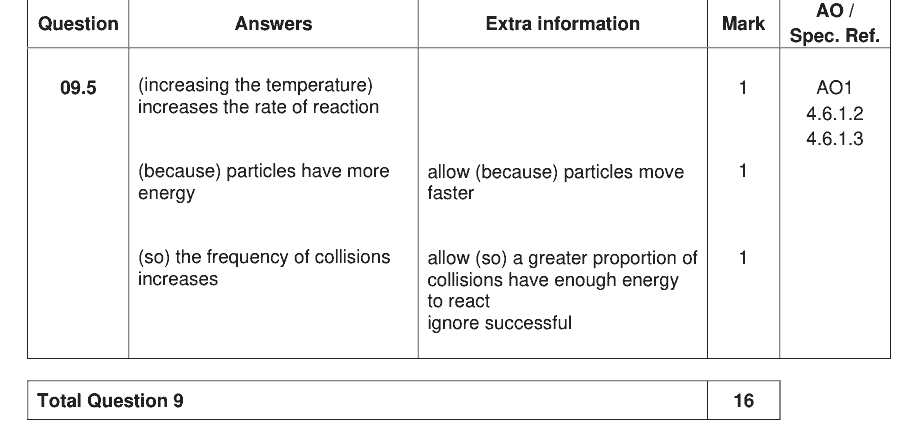 Question Answers Extra information Mark AO /
Spec. Ref.
09.5 (increasing the temperature) 1 AO1
increases the rate of reaction
4.6.1.2
4.6.1.3
(because) particles have more allow (because) particles move 1
energy faster
(so) the frequency of collisions allow (so) a greater proportion of 1
increases collisions have enough energy
to react
ignore successful
Total Question 9 16